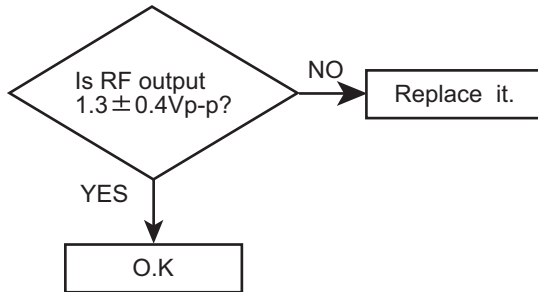 Is RF output
1.3±0.4Vp-p?
NO
Replace it.
YES
O.K